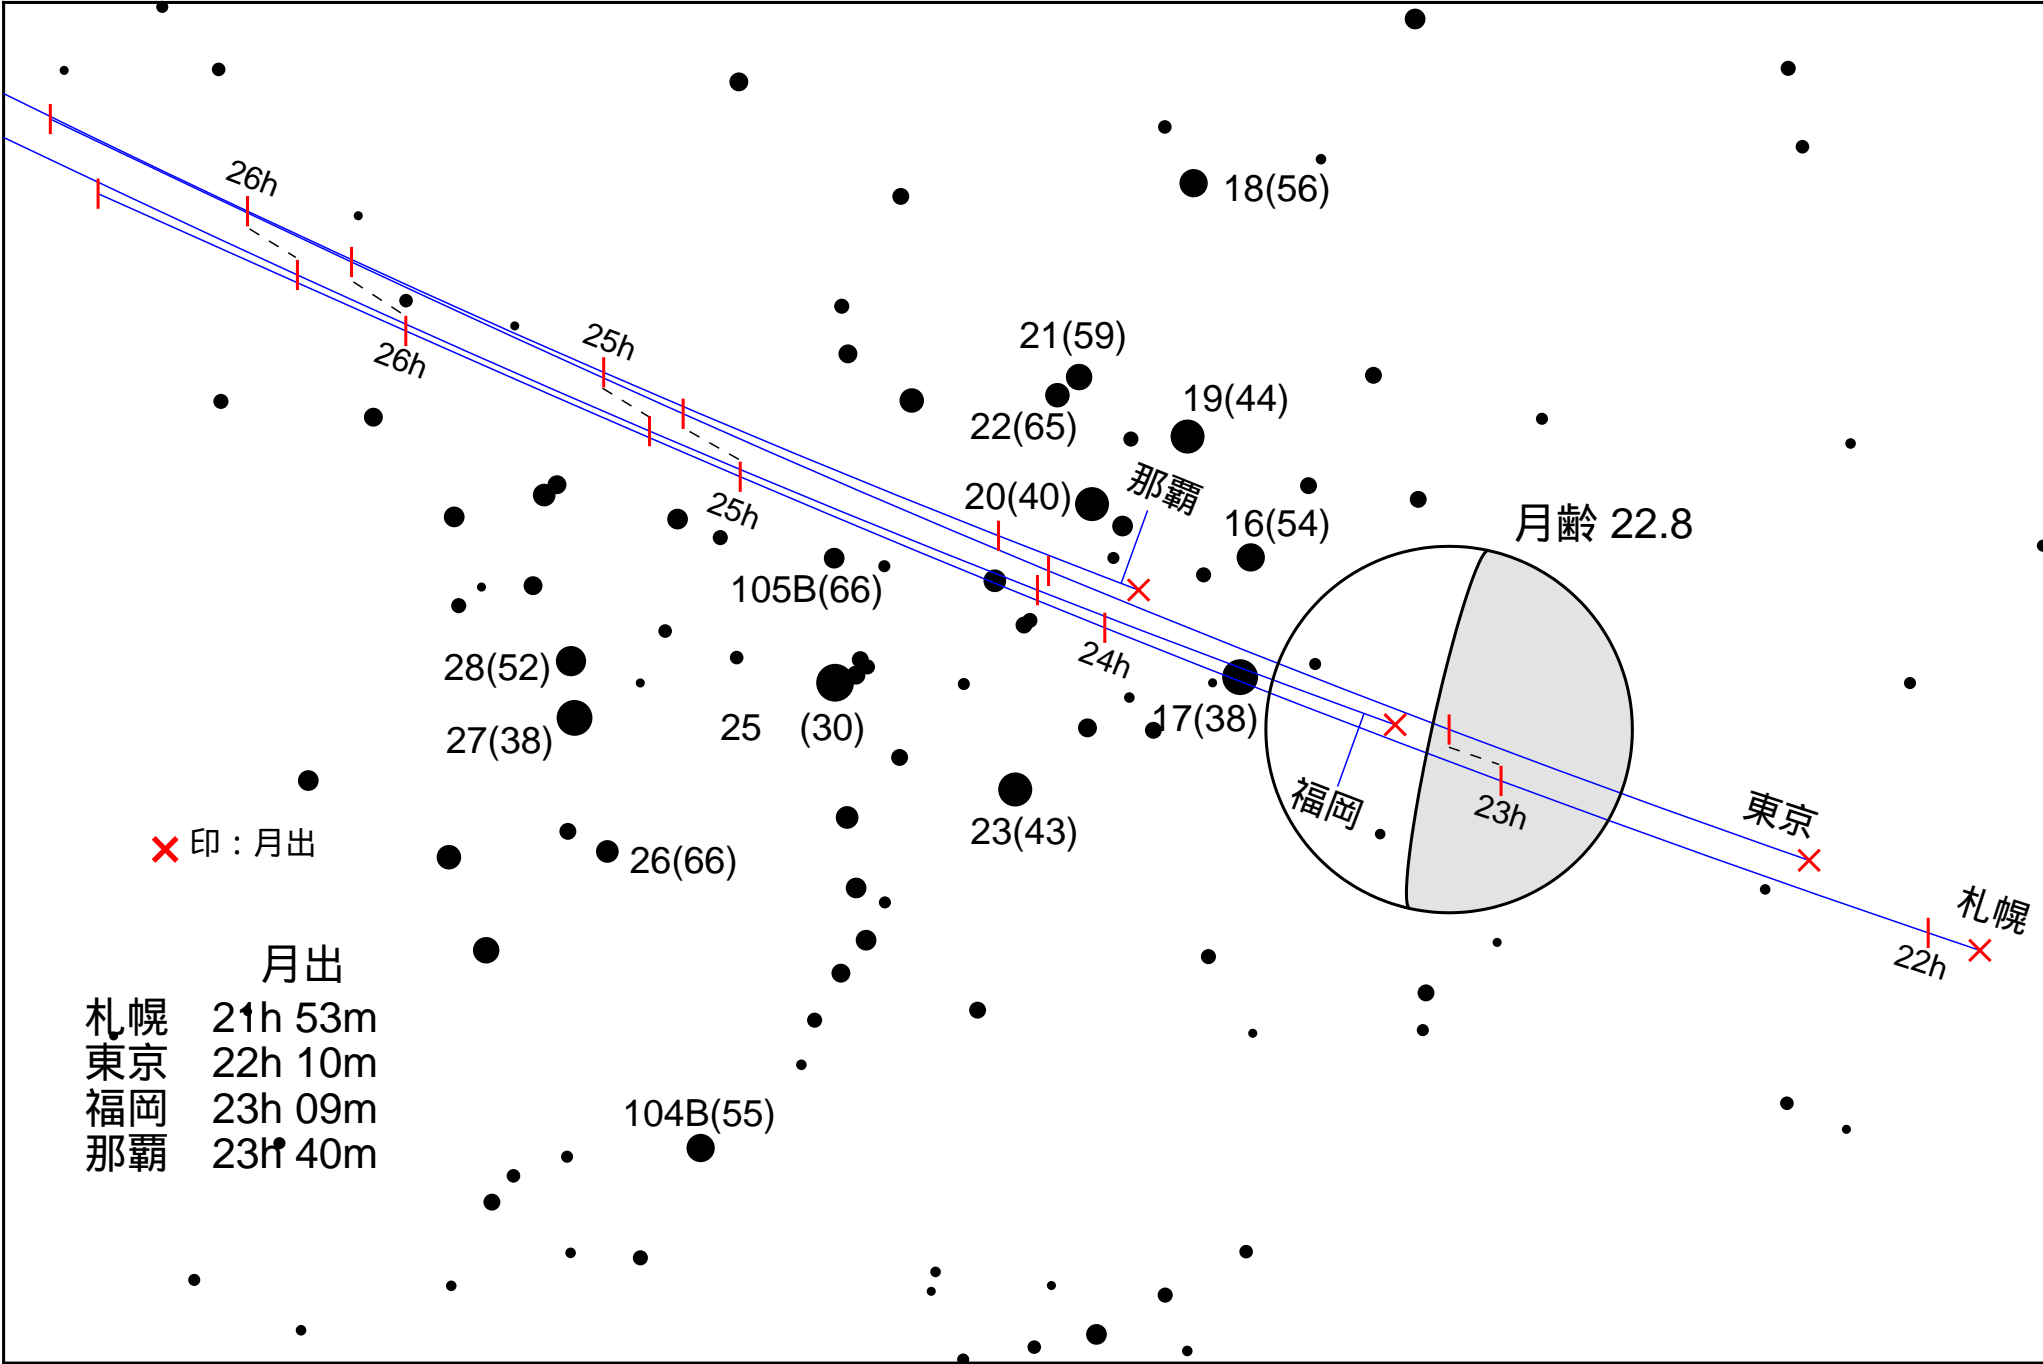 26h
18(56)
25h
21(59)
26h
19(44)
22(65)
那覇
20(40)
25h
16(54)
月齢 22.8
105B(66)
24h
28(52)
17(38)
27(38)
25 (30)
福岡
23h
東京
23(43)
印：月出
26(66)
札幌
22h
月出
札幌 21h 53m
東京 22h 10m
福岡 23h 09m
那覇 23h 40m
104B(55)